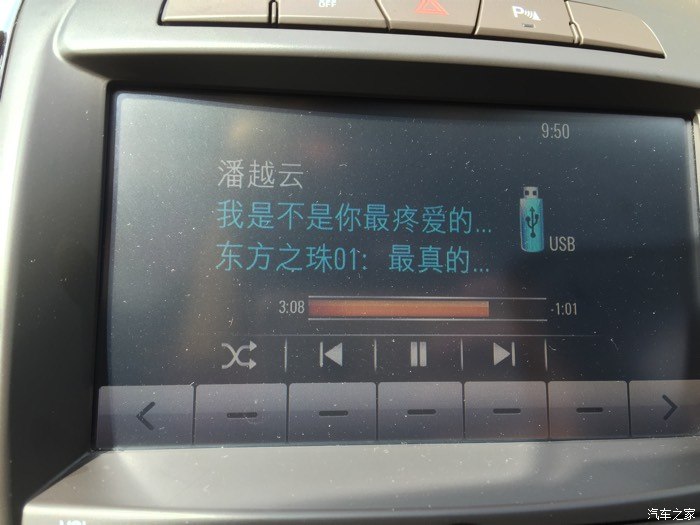 OFF
P
9:50
潘越云
我是不是你最疼爱的...
东方之珠01：最真的...
USB
3:08
-1:01
汽车之家